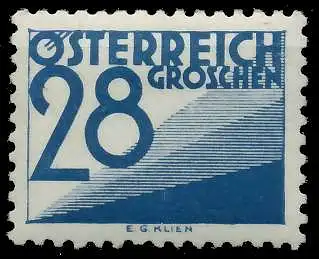 ÖSTERREICH
28 GROSCHEN
E. G. KLIEN